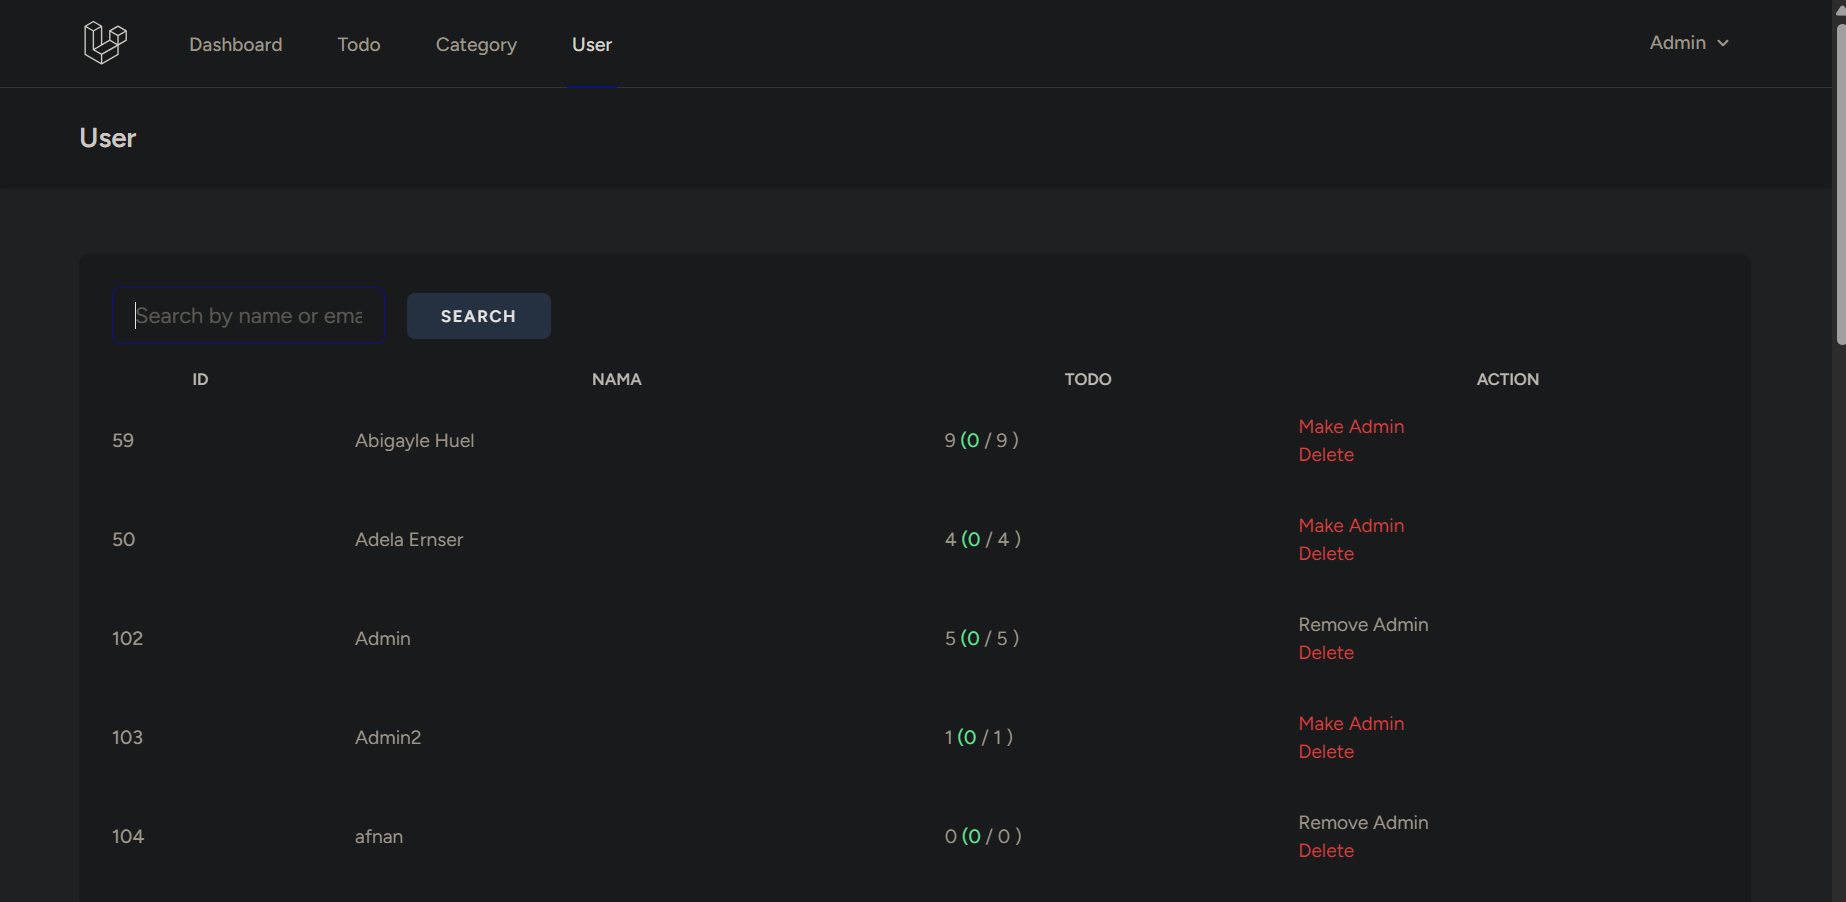 Dashboard Todo Category User Admin
User
Search by name or ema SEARCH
ID NAMA TODO ACTION
59 Abigayle Huel 9 (0 / 9 ) Make Admin
Delete
50 Adela Ernser 4 (0 / 4 ) Make Admin
Delete
102 Admin 5 (0 / 5 ) Remove Admin
Delete
103 Admin2 1 (0 / 1 ) Make Admin
Delete
104 afnan 0 (0 / 0 ) Remove Admin
Delete